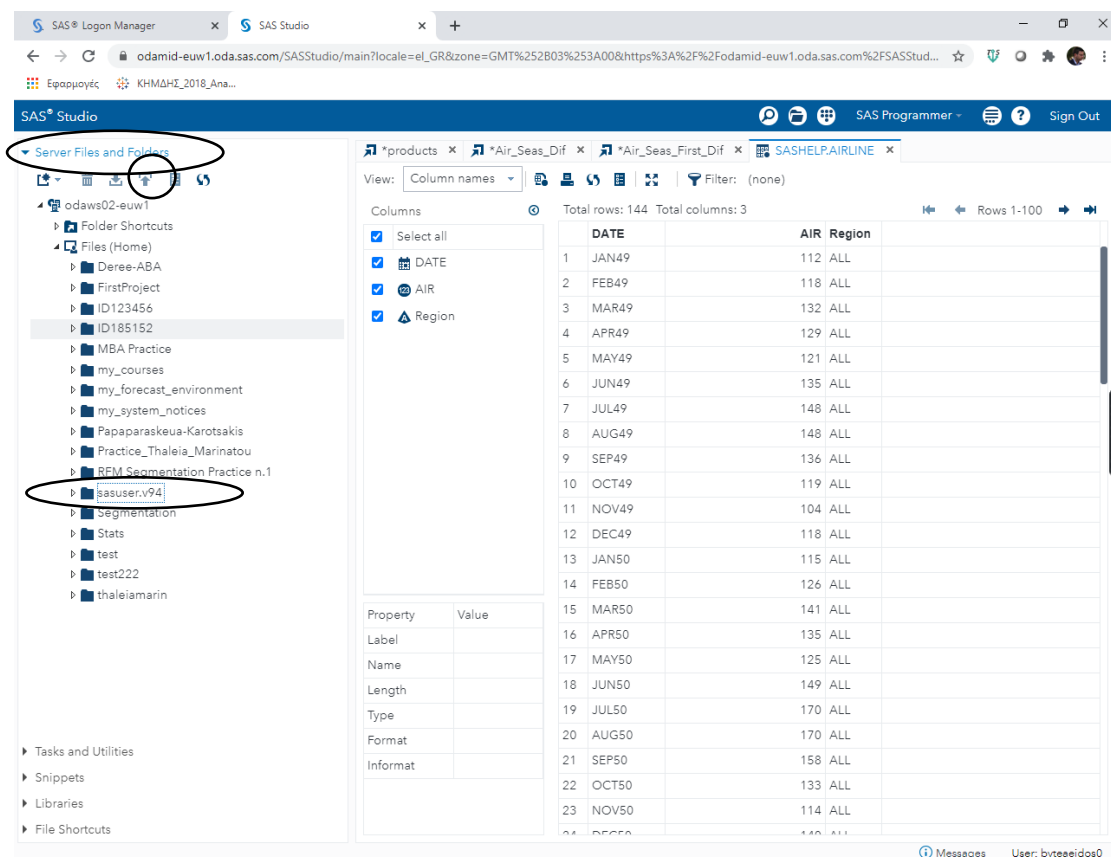 SAS® Logon Manager
SAS Studio
odamid-euw1.oda.sas.com/SASStudio/main?locale=el_GR&zone=GMT%252B03%253A00&https%3A%2F%2Fodamid-euw1.oda.sas.com%2FSASStud...
Εφαρμογές ΚΗΜΔΗΣ_2018_Ana...
SAS® Studio SAS Programmer Sign Out
Server Files and Folders
odaws02-euw1
Folder Shortcuts
Files (Home)
Deree-ABA
FirstProject
ID123456
ID185152
MBA Practice
my_courses
my_forecast_environment
my_system_notices
Papaparaskeua-Karotsakis
Practice_Thaleia_Marinatou
RFM Segmentation Practice n.1
sasuser.v94
Segmentation
Stats
test
test222
thaleiamarin
Tasks and Utilities
Snippets
Libraries
File Shortcuts
*products *Air_Seas_Dif *Air_Seas_First_Dif SASHELP.AIRLINE
View: Column names Filter: (none)
Columns
Select all
DATE
AIR
Region
Property Value
Label
Name
Length
Type
Format
Informat
Total rows: 144 Total columns: 3 Rows 1-100
DATE AIR Region
1 JAN49 112 ALL
2 FEB49 118 ALL
3 MAR49 132 ALL
4 APR49 129 ALL
5 MAY49 121 ALL
6 JUN49 135 ALL
7 JUL49 148 ALL
8 AUG49 148 ALL
9 SEP49 136 ALL
10 OCT49 119 ALL
11 NOV49 104 ALL
12 DEC49 118 ALL
13 JAN50 115 ALL
14 FEB50 126 ALL
15 MAR50 141 ALL
16 APR50 135 ALL
17 MAY50 125 ALL
18 JUN50 149 ALL
19 JUL50 170 ALL
20 AUG50 170 ALL
21 SEP50 158 ALL
22 OCT50 133 ALL
23 NOV50 114 ALL
24 DEC50 140 ALL
Messages User: byteaeidos0